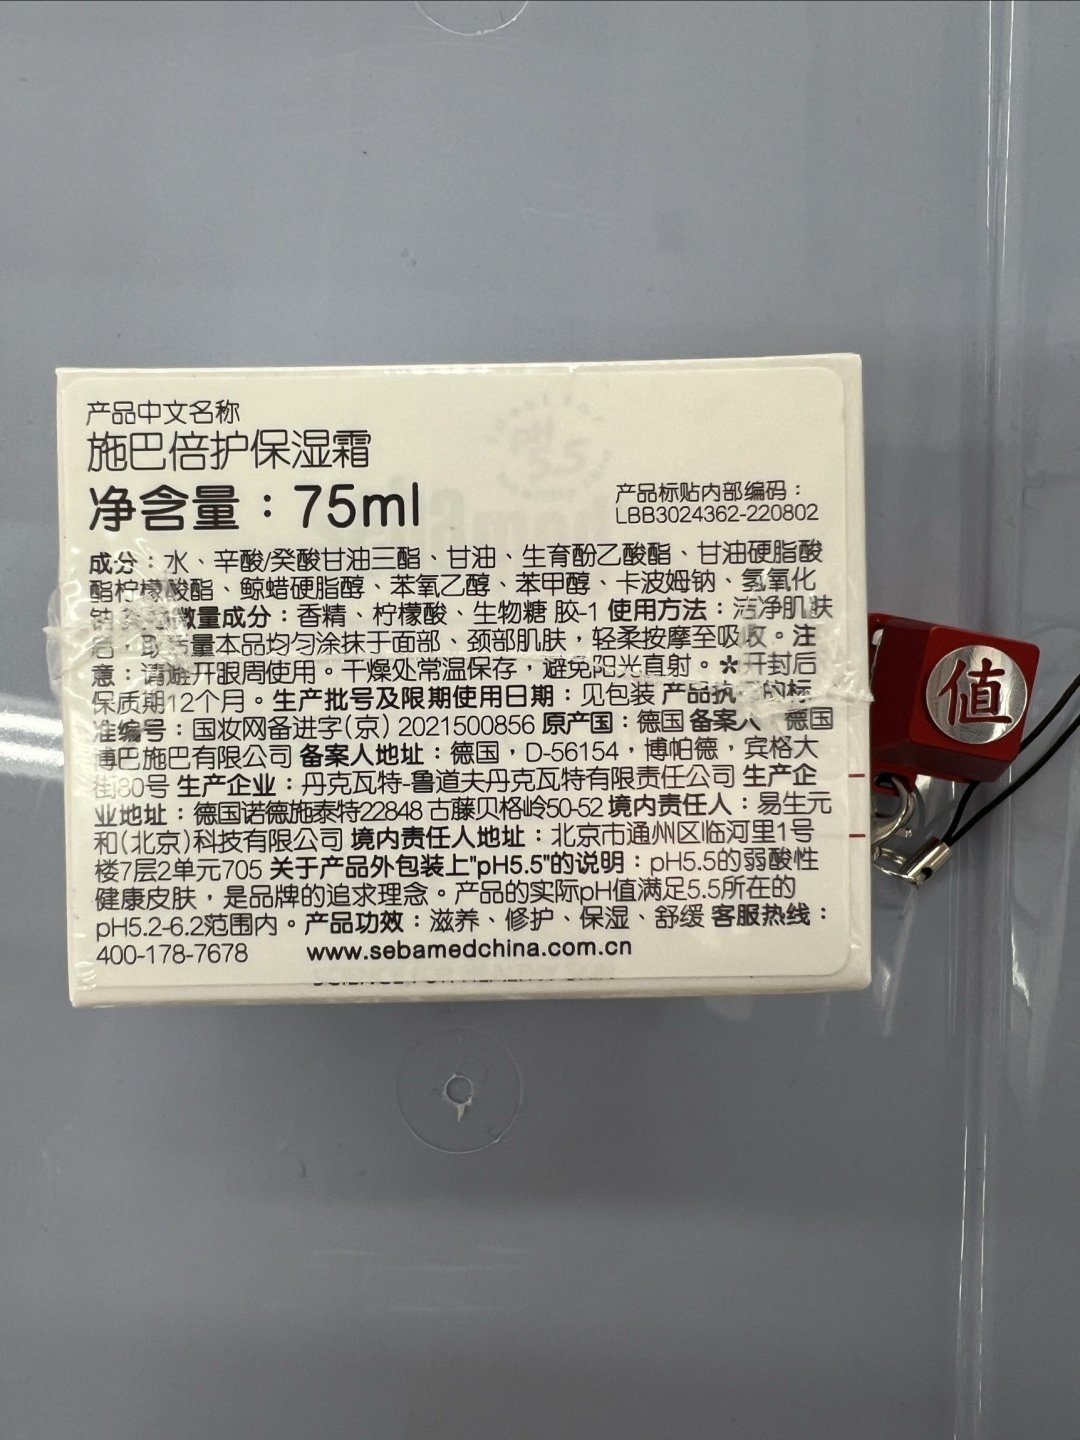 产品中文名称
施巴倍护保湿霜
净含量：75ml
产品标贴内部编码：
LBB3024362-220802
成分：水、辛酸/癸酸甘油三酯、甘油、生育酚乙酸酯、甘油硬脂酸
酯柠檬酸酯、鲸蜡硬脂醇、苯氧乙醇、苯甲醇、卡波姆钠、氢氧化
钠 其他微量成分：香精、柠檬酸、生物糖 胶-1 使用方法：洁净肌肤
后，取适量本品均匀涂抹于面部、颈部肌肤，轻柔按摩至吸收。注
意：请避开眼周使用。干燥处常温保存，避免阳光直射。*开封后
保质期12个月。生产批号及限期使用日期：见包装 产品执行的标
准编号：国妆网备进字(京) 2021500856 原产国：德国 备案人：德国
博巴施巴有限公司 备案人地址：德国，D-56154，博帕德，宾格大
街80号 生产企业：丹克瓦特-鲁道夫丹克瓦特有限责任公司 生产企
业地址：德国诺德施泰特22848 古藤贝格岭50-52 境内责任人：易生元
和(北京)科技有限公司 境内责任人地址：北京市通州区临河里1号
楼7层2单元705 关于产品外包装上"pH5.5"的说明：pH5.5的弱酸性
健康皮肤，是品牌的追求理念。产品的实际pH值满足5.5所在的
pH5.2-6.2范围内。产品功效：滋养、修护、保湿、舒缓 客服热线：
400-178-7678 www.sebamedchina.com.cn
值